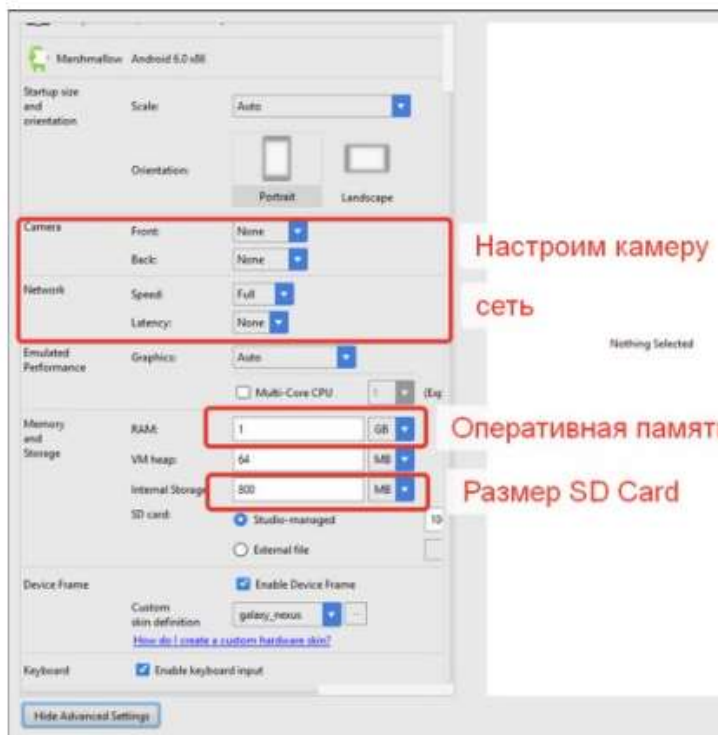 Marshmallow Android 6.0 x86
Startup size
and
orientation
Scale:
Auto
Orientation:
Portrait
Landscape
Camera
Front:
None
Back:
None
Настроим камеру
Network
Speed:
Full
сеть
Latency:
None
Nothing Selected
Emulated
Performance
Graphics:
Auto
Multi-Core CPU
Memory
and
Storage
RAM:
1
GB
Оперативная памят
VM heap:
64
MB
Internal Storage:
800
MB
Размер SD Card
SD card:
Studio-managed
External file
Device Frame
Enable Device Frame
Custom
skin definition
galaxy_nexus
...
How do I create a custom hardware skin?
Keyboard
Enable keyboard input
Hide Advanced Settings